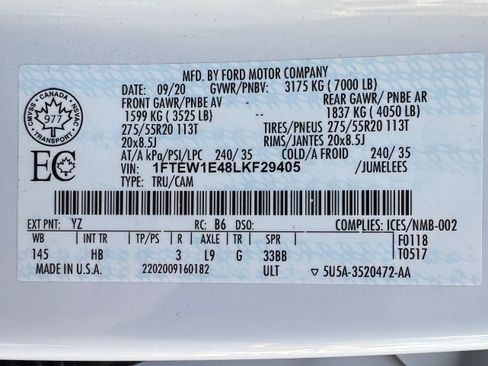 MFD. BY FORD MOTOR COMPANY
DATE: 09/20 GVWR/PNBV: 3175 KG ( 7000 LB)
FRONT GAWR/PNBE AV REAR GAWR/ PNBE AR
1599 KG ( 3525 LB) 1837 KG ( 4050 LB)
275/55R20 113T TIRES/PNEUS 275/55R20 113T
20x8.5J RIMS/JANTES 20x8.5J
AT/A kPa/PSI/LPC 240/ 35 COLD/A FROID 240/ 35
VIN: 1FTEW1E48LKF29405 /JUMELEES
TYPE: TRU/CAM
CMVSS • CANADA • NSVAC
977
TRANSPORT
EC
EXT PNT: YZ RC: B6 DSO: COMPLIES: ICES/NMB-002
WB INT TR TP/PS R AXLE TR SPR F0118
145 HB 3 L9 G 33BB T0517
MADE IN U.S.A. 2202009160182 ULT ▽ 5U5A-3520472-AA